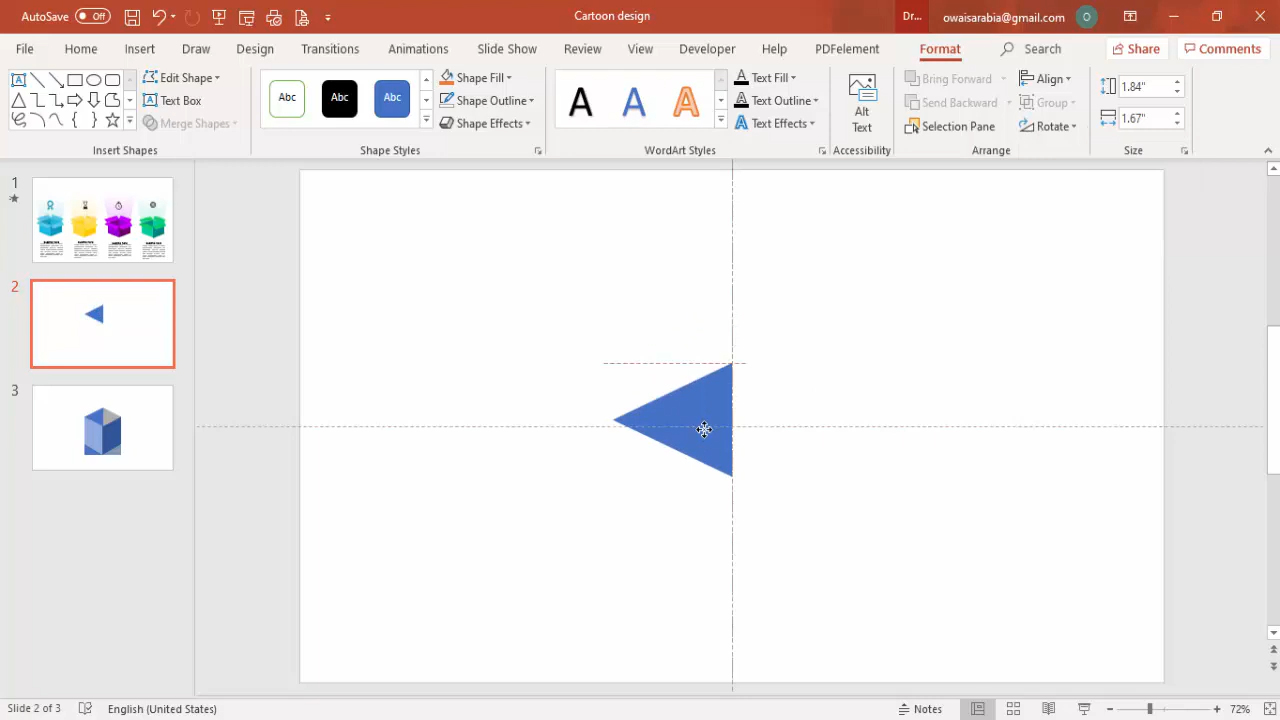 AutoSave Off Cartoon design Dr... owaisarabia@gmail.com O
File Home Insert Draw Design Transitions Animations Slide Show Review View Developer Help PDFelement Format Search Share Comments
Edit Shape
Text Box
Merge Shapes
Insert Shapes
Abc Abc Abc
Shape Fill
Shape Outline
Shape Effects
Shape Styles
A A A
Text Fill
Text Outline
Text Effects
WordArt Styles
Alt
Text
Accessibility
Bring Forward
Send Backward
Selection Pane
Align
Group
Rotate
Arrange
1.84"
1.67"
Size
1
2
3
Slide 2 of 3 English (United States) Notes 72%